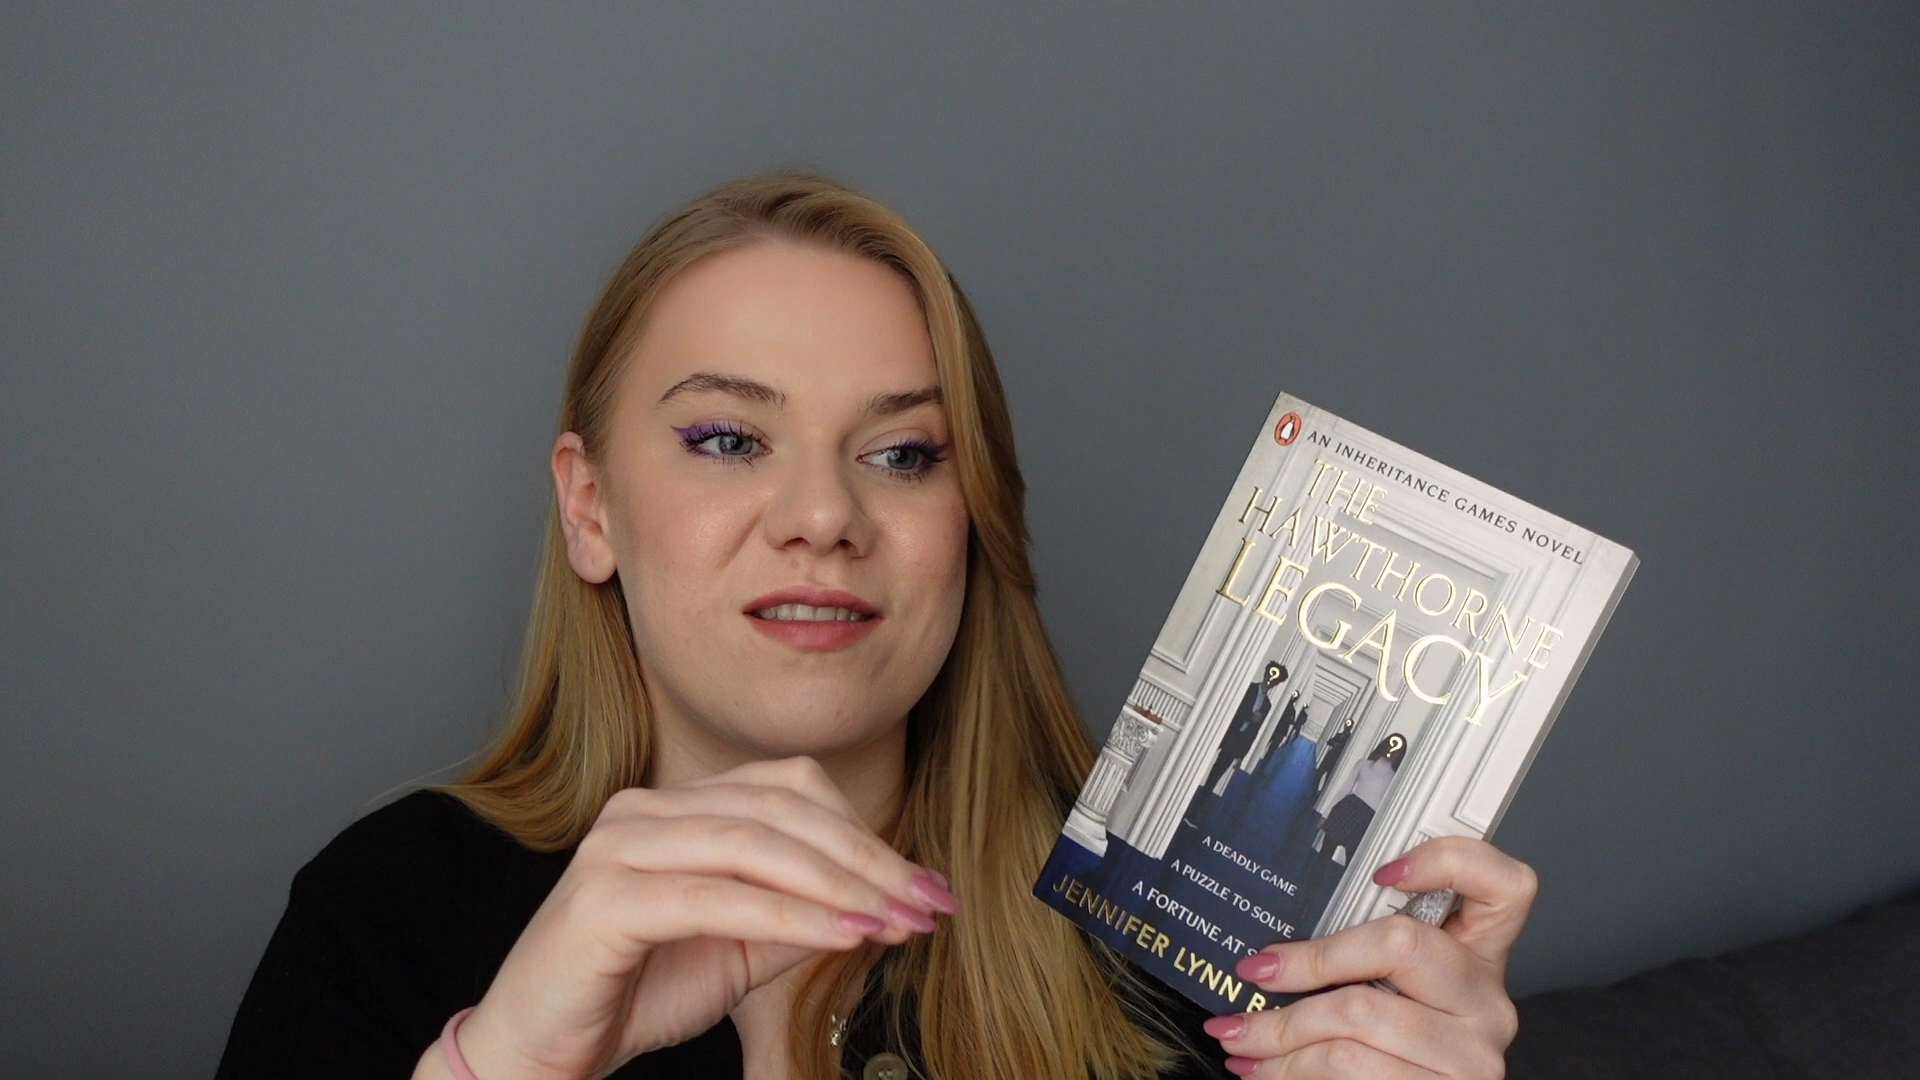 AN INHERITANCE GAMES NOVEL
THE
HAWTHORNE
LEGACY
?
?
A DEADLY GAME
A PUZZLE TO SOLVE
A FORTUNE AT
JENNIFER LYNN